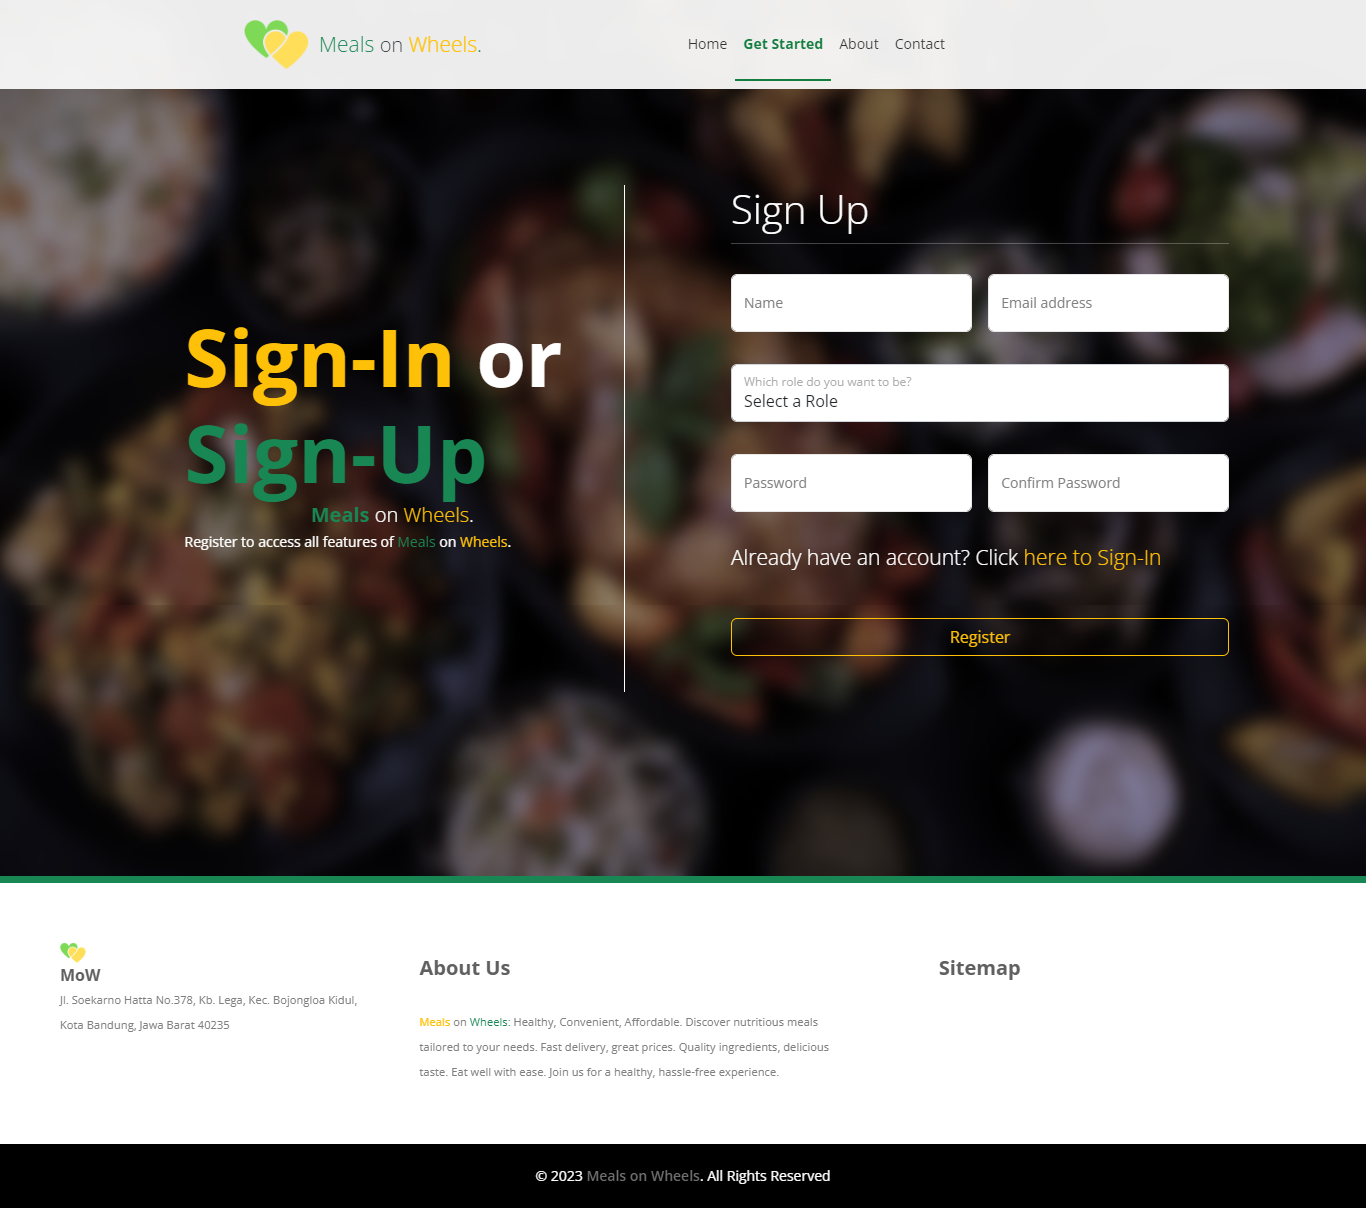 Meals on Wheels.
Home Get Started About Contact
Sign-In or
Sign-Up
Meals on Wheels.
Register to access all features of Meals on Wheels.
Sign Up
Name
Email address
Which role do you want to be?
Select a Role
Password
Confirm Password
Already have an account? Click here to Sign-In
Register
MoW
Jl. Soekarno Hatta No.378, Kb. Lega, Kec. Bojongloa Kidul,
Kota Bandung, Jawa Barat 40235
About Us
Meals on Wheels: Healthy, Convenient, Affordable. Discover nutritious meals
tailored to your needs. Fast delivery, great prices. Quality ingredients, delicious
taste. Eat well with ease. Join us for a healthy, hassle-free experience.
Sitemap
© 2023 Meals on Wheels. All Rights Reserved